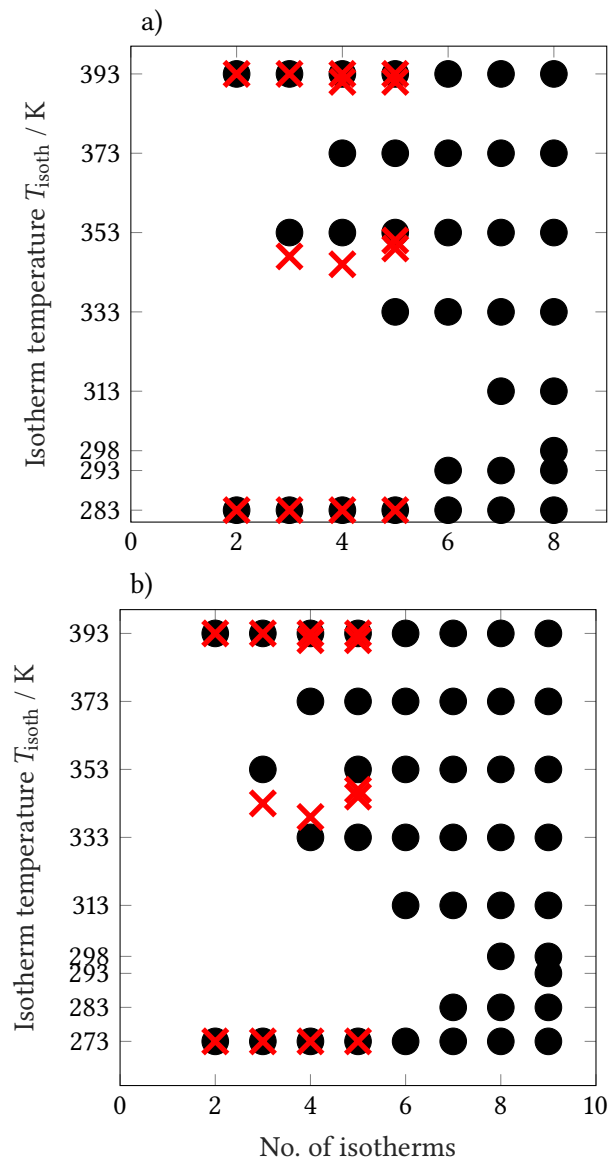 a)
Isotherm temperature T_isoth / K
393
373
353
333
313
298
293
283
0 2 4 6 8
b)
Isotherm temperature T_isoth / K
393
373
353
333
313
298
293
283
273
0 2 4 6 8 10
No. of isotherms